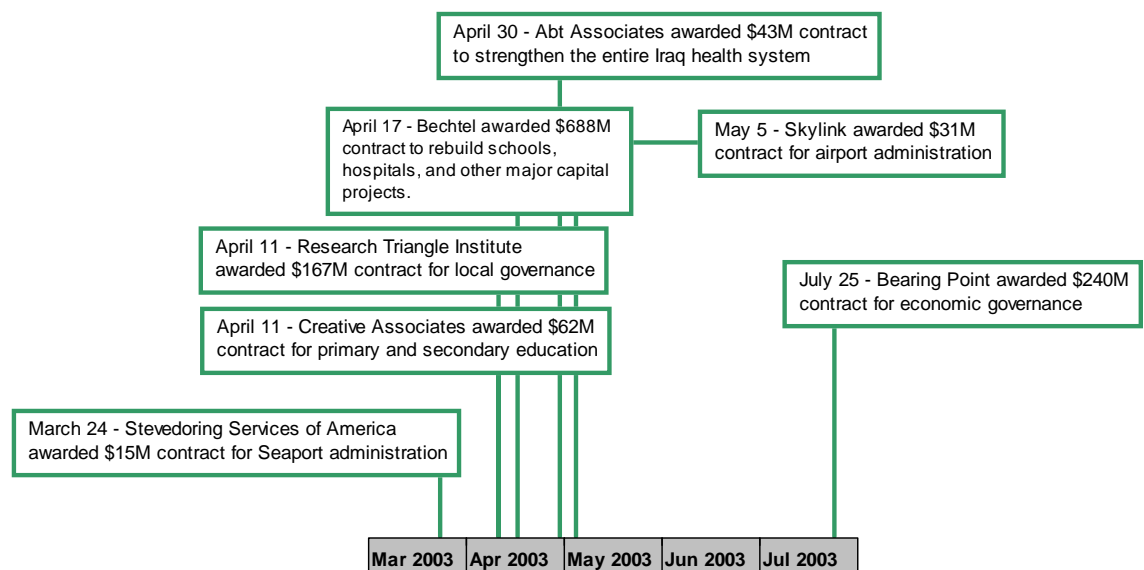 April 30 - Abt Associates awarded $43M contract
to strengthen the entire Iraq health system
April 17 - Bechtel awarded $688M
contract to rebuild schools,
hospitals, and other major capital
projects.
May 5 - Skylink awarded $31M
contract for airport administration
April 11 - Research Triangle Institute
awarded $167M contract for local governance
July 25 - Bearing Point awarded $240M
contract for economic governance
April 11 - Creative Associates awarded $62M
contract for primary and secondary education
March 24 - Stevedoring Services of America
awarded $15M contract for Seaport administration
Mar 2003 Apr 2003 May 2003 Jun 2003 Jul 2003